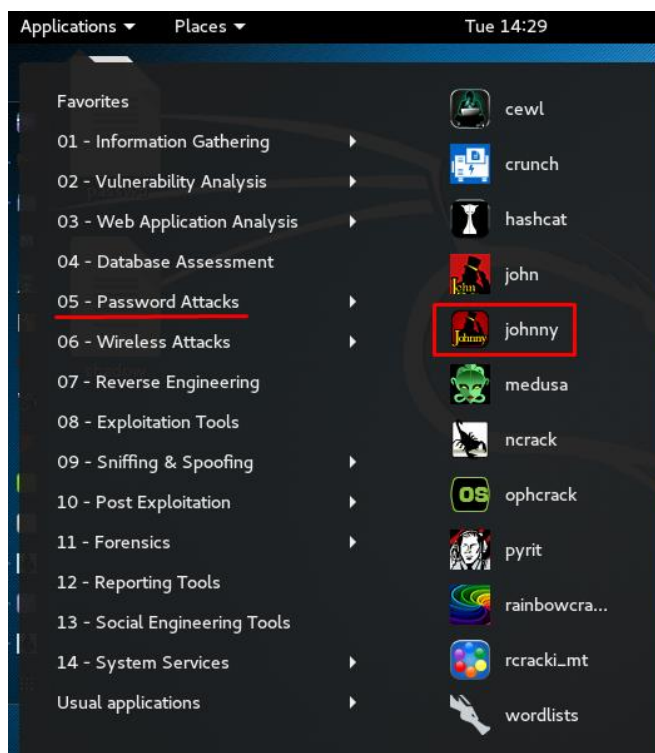 Applications Places Tue 14:29
Favorites
01 - Information Gathering
02 - Vulnerability Analysis
03 - Web Application Analysis
04 - Database Assessment
05 - Password Attacks
06 - Wireless Attacks
07 - Reverse Engineering
08 - Exploitation Tools
09 - Sniffing & Spoofing
10 - Post Exploitation
11 - Forensics
12 - Reporting Tools
13 - Social Engineering Tools
14 - System Services
Usual applications
cewl
crunch
hashcat
john
johnny
medusa
ncrack
ophcrack
pyrit
rainbowcra...
rcracki_mt
wordlists
John
Johnny
OS